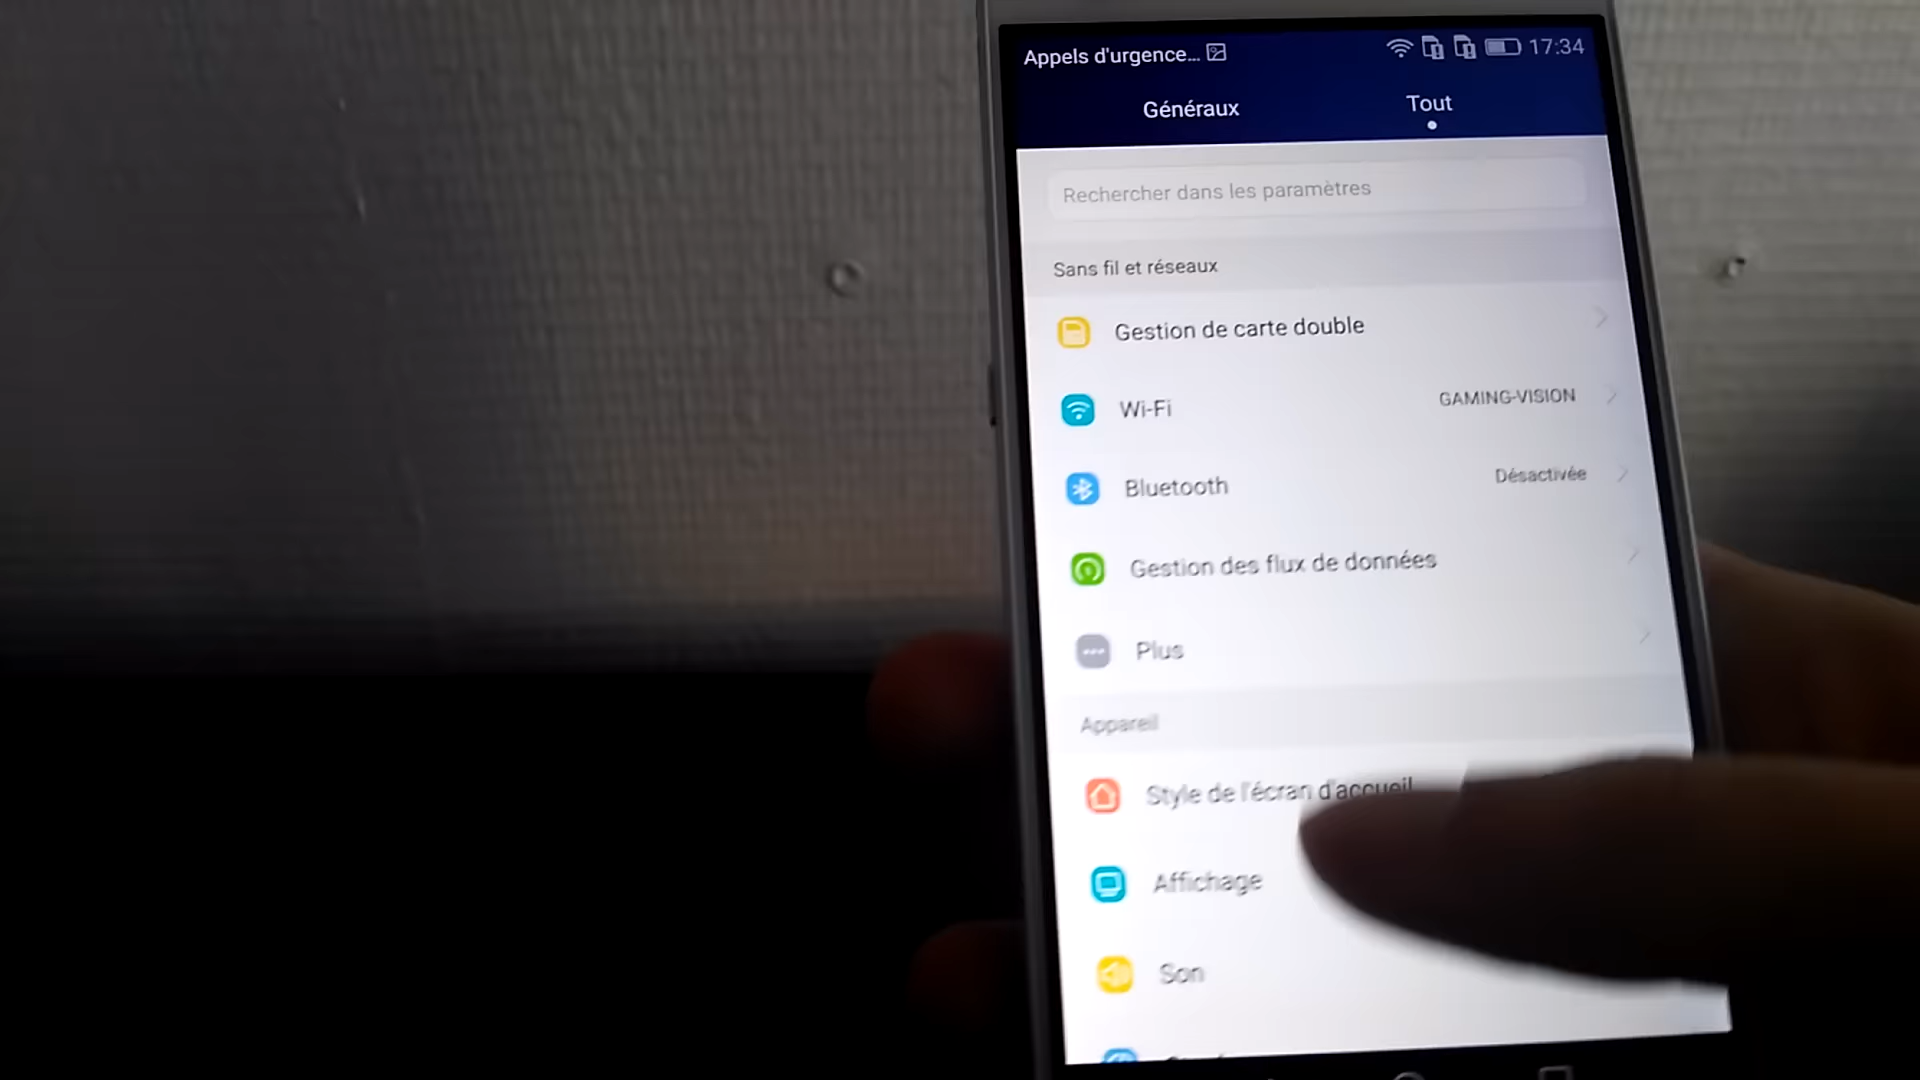 Appels d'urgence... 17:34
Généraux Tout
Rechercher dans les paramètres
Sans fil et réseaux
Gestion de carte double
Wi-Fi GAMING-VISION
Bluetooth Désactivée
Gestion des flux de données
Plus
Appareil
Style de l'écran d'accueil
Affichage
Son